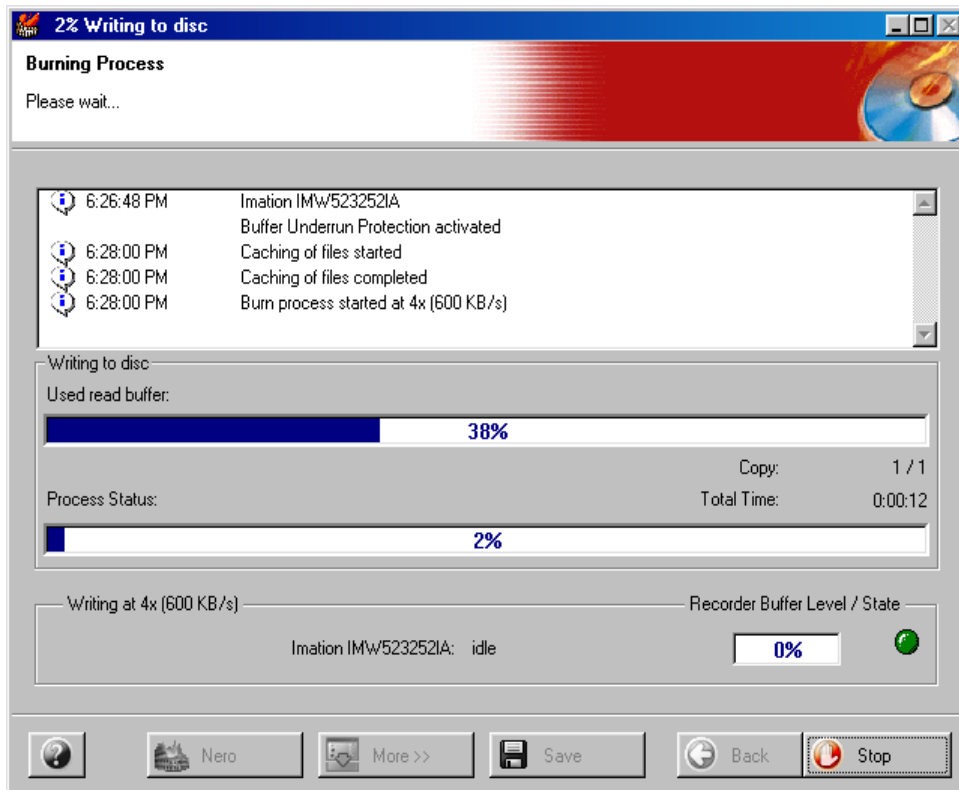 2% Writing to disc
Burning Process
Please wait...
6:26:48 PM Imation IMW523252IA
Buffer Underrun Protection activated
6:28:00 PM Caching of files started
6:28:00 PM Caching of files completed
6:28:00 PM Burn process started at 4x (600 KB/s)
Writing to disc
Used read buffer:
38%
Copy: 1 / 1
Process Status: Total Time: 0:00:12
2%
Writing at 4x (600 KB/s) Recorder Buffer Level / State
Imation IMW523252IA: idle 0%
? Nero More >> Save Back Stop